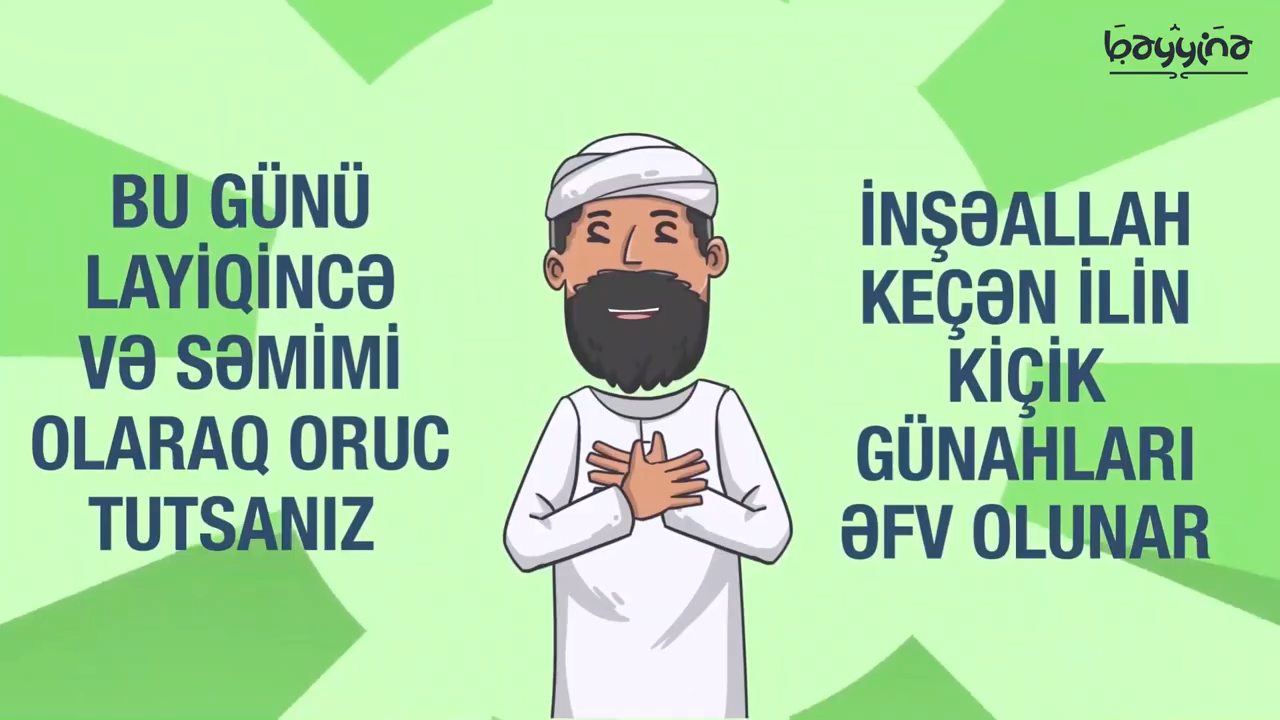 bayyina
BU GÜNÜ
LAYİQİNCƏ
VƏ SƏMİMİ
OLARAQ ORUC
TUTSANIZ
İNŞƏALLAH
KEÇƏN İLİN
KİÇİK
GÜNAHLARI
ƏFV OLUNAR